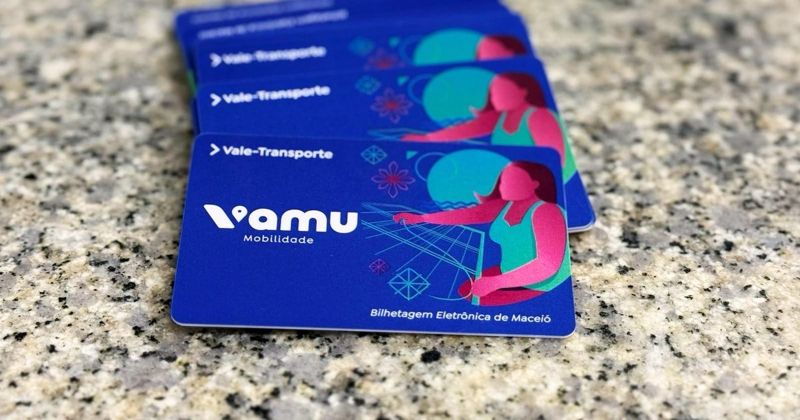 > Vale-Transporte
> Vale-Transporte
> Vale-Transporte
Vamu
Mobilidade
Bilhetagem Eletrônica de Maceió